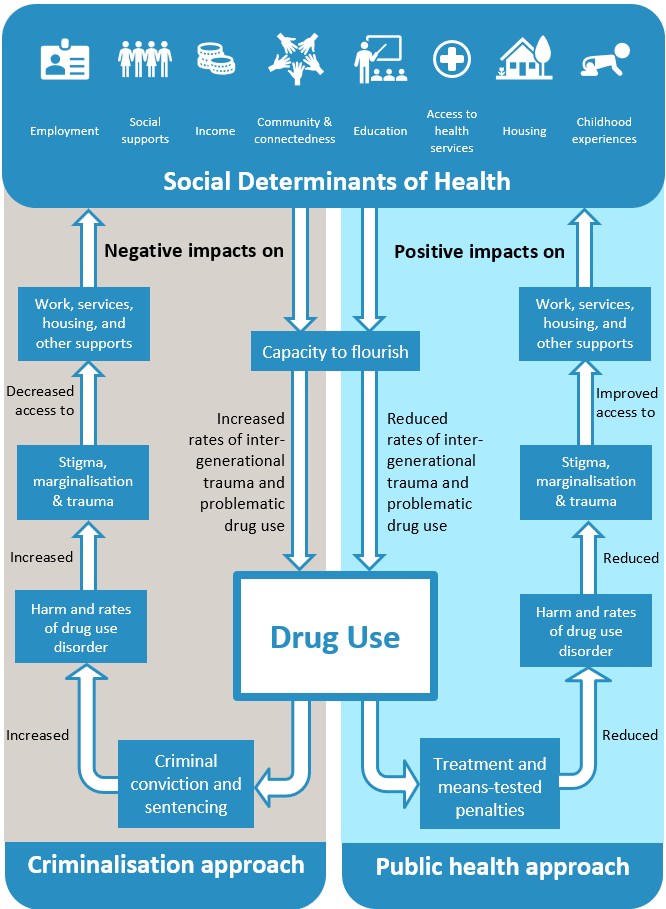 Employment
Social
supports
Income
Community &
connectedness
Education
Access to
health
services
Housing
Childhood
experiences
Social Determinants of Health
Negative impacts on
Positive impacts on
Work, services,
housing, and
other supports
Capacity to flourish
Work, services,
housing, and
other supports
Decreased
access to
Increased
rates of inter-
generational
trauma and
problematic
drug use
Reduced
rates of inter-
generational
trauma and
problematic
drug use
Improved
access to
Stigma,
marginalisation
& trauma
Stigma,
marginalisation
& trauma
Increased
Reduced
Harm and rates
of drug use
disorder
Drug Use
Harm and rates
of drug use
disorder
Increased
Criminal
conviction and
sentencing
Treatment and
means-tested
penalties
Reduced
Criminalisation approach
Public health approach